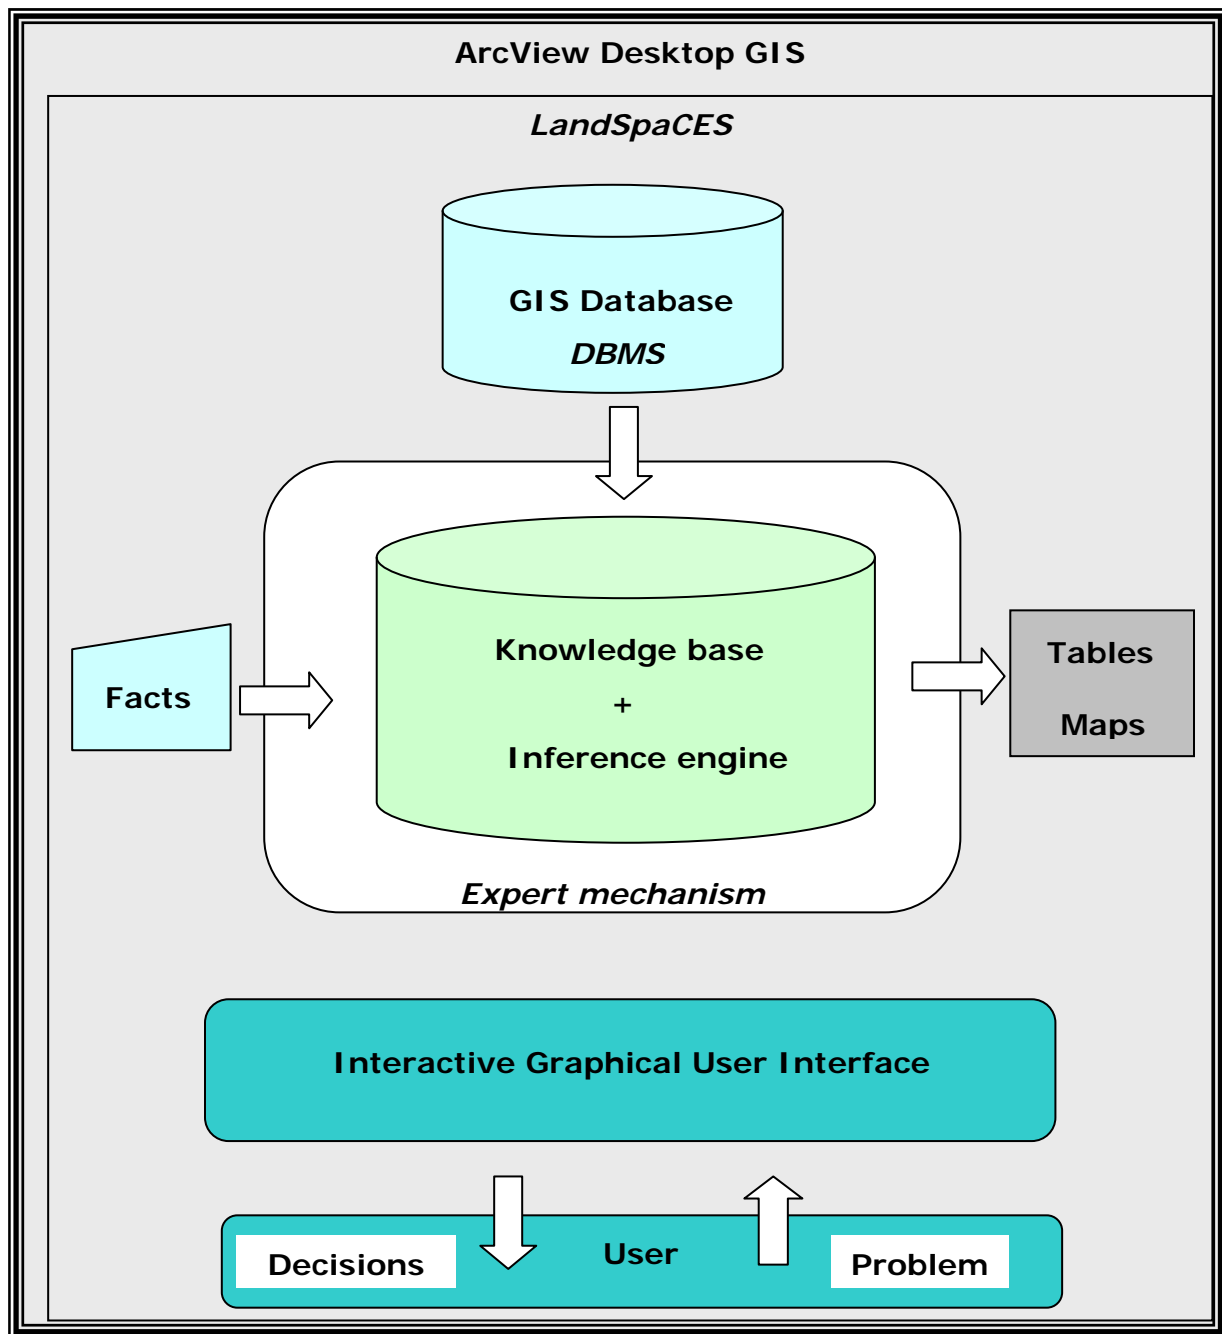 ArcView Desktop GIS
LandSpaCES
GIS Database
DBMS
Knowledge base
+
Inference engine
Facts
Tables
Maps
Expert mechanism
Interactive Graphical User Interface
Decisions
User
Problem